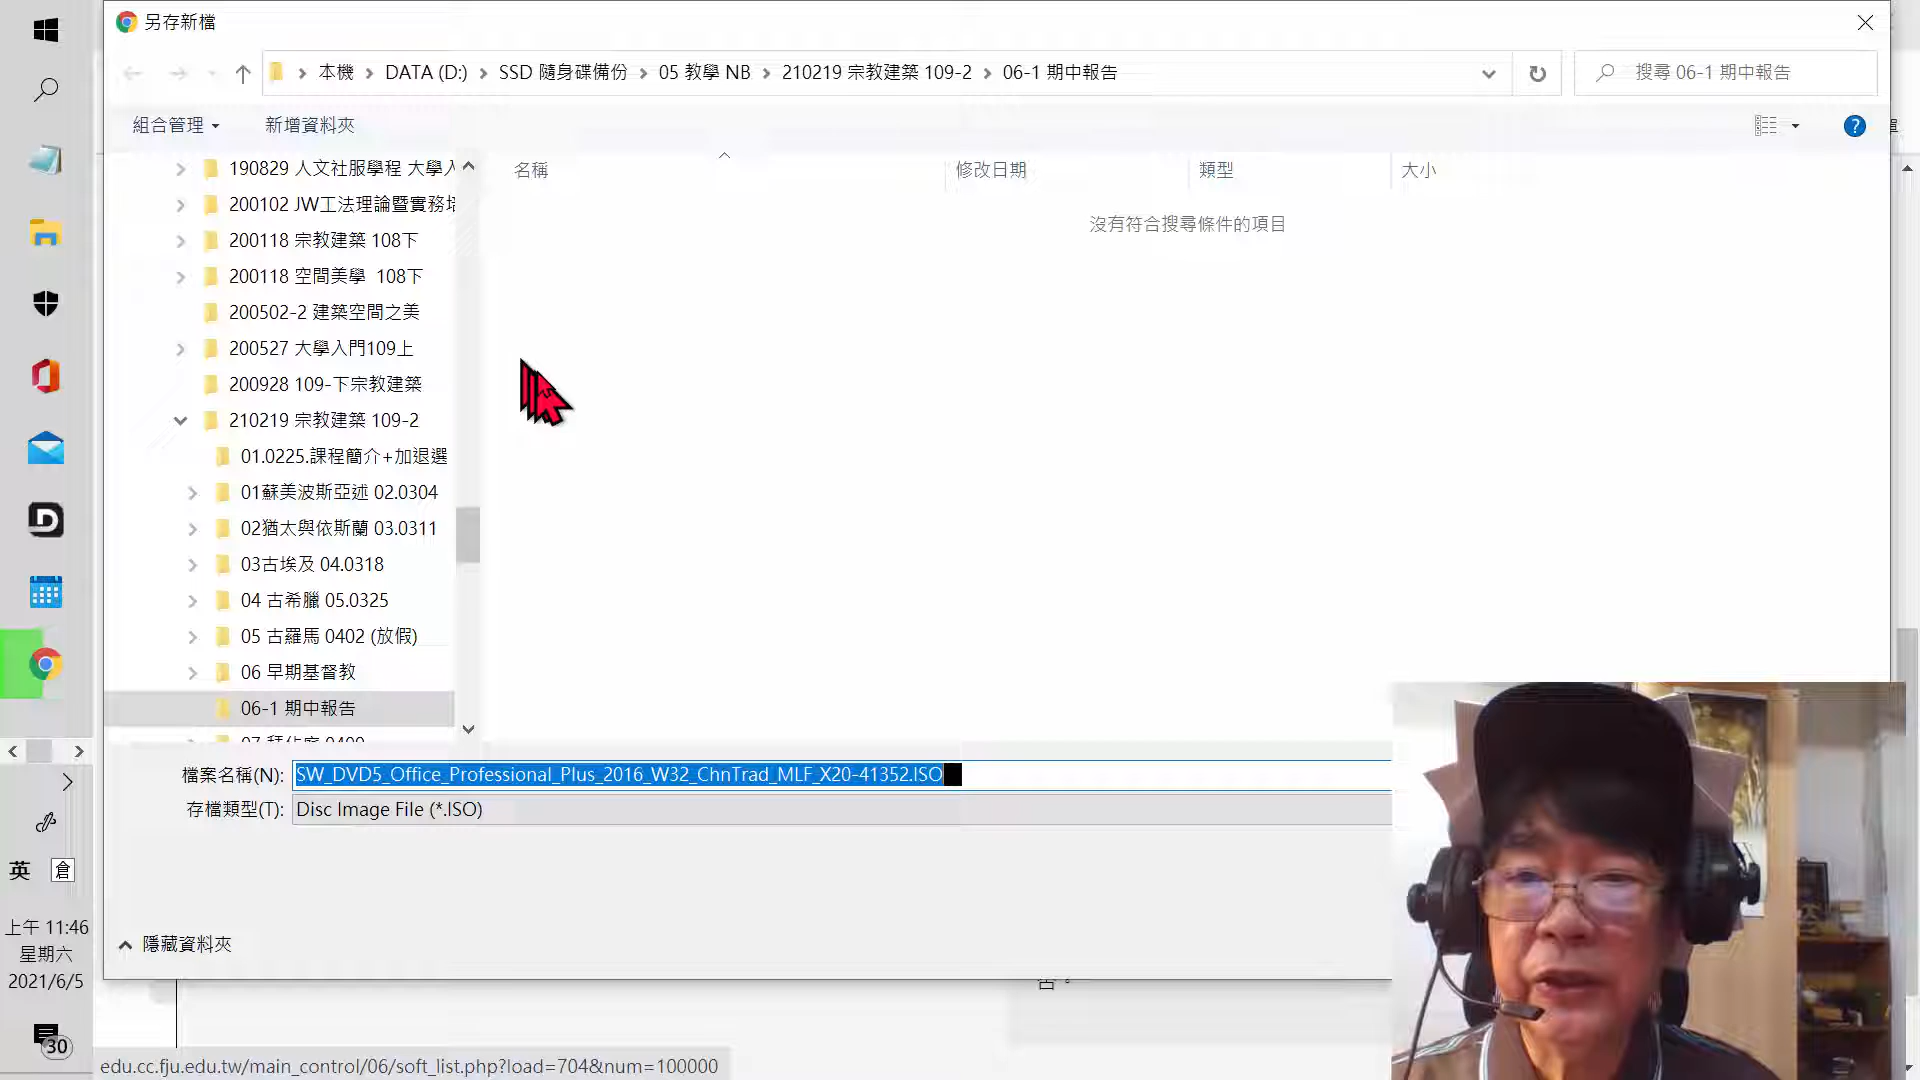 另存新檔
本機 › DATA (D:) › SSD 隨身碟備份 › 05 教學 NB › 210219 宗教建築 109-2 › 06-1 期中報告
搜尋 06-1 期中報告
組合管理 新增資料夾
名稱 修改日期 類型 大小
沒有符合搜尋條件的項目
190829 人文社服學程 大學入
200102 JW工法理論暨實務培
200118 宗教建築 108下
200118 空間美學 108下
200502-2 建築空間之美
200527 大學入門109上
200928 109-下宗教建築
210219 宗教建築 109-2
01.0225.課程簡介+加退選
01蘇美波斯亞述 02.0304
02猶太與依斯蘭 03.0311
03古埃及 04.0318
04 古希臘 05.0325
05 古羅馬 0402 (放假)
06 早期基督教
06-1 期中報告
檔案名稱(N): SW_DVD5_Office_Professional_Plus_2016_W32_ChnTrad_MLF_X20-41352.ISO
存檔類型(T): Disc Image File (*.ISO)
隱藏資料夾
英 倉
上午 11:46
星期六
2021/6/5
30
edu.cc.fju.edu.tw/main_control/06/soft_list.php?load=704&num=100000